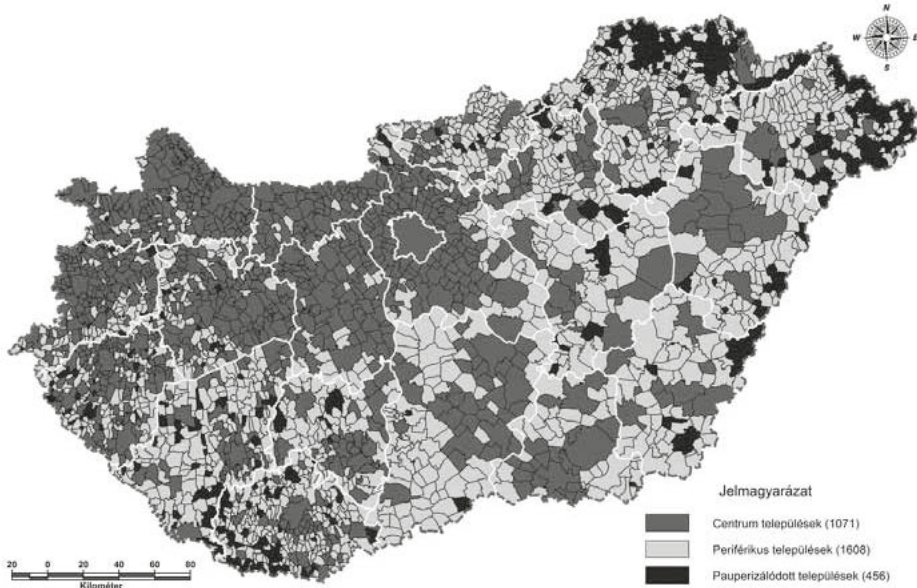 N
W E
S
Jelmagyarázat
Centrum települések (1071)
Periférikus települések (1608)
Pauperizálódott települések (456)
20 0 20 40 60 80
Kilométer